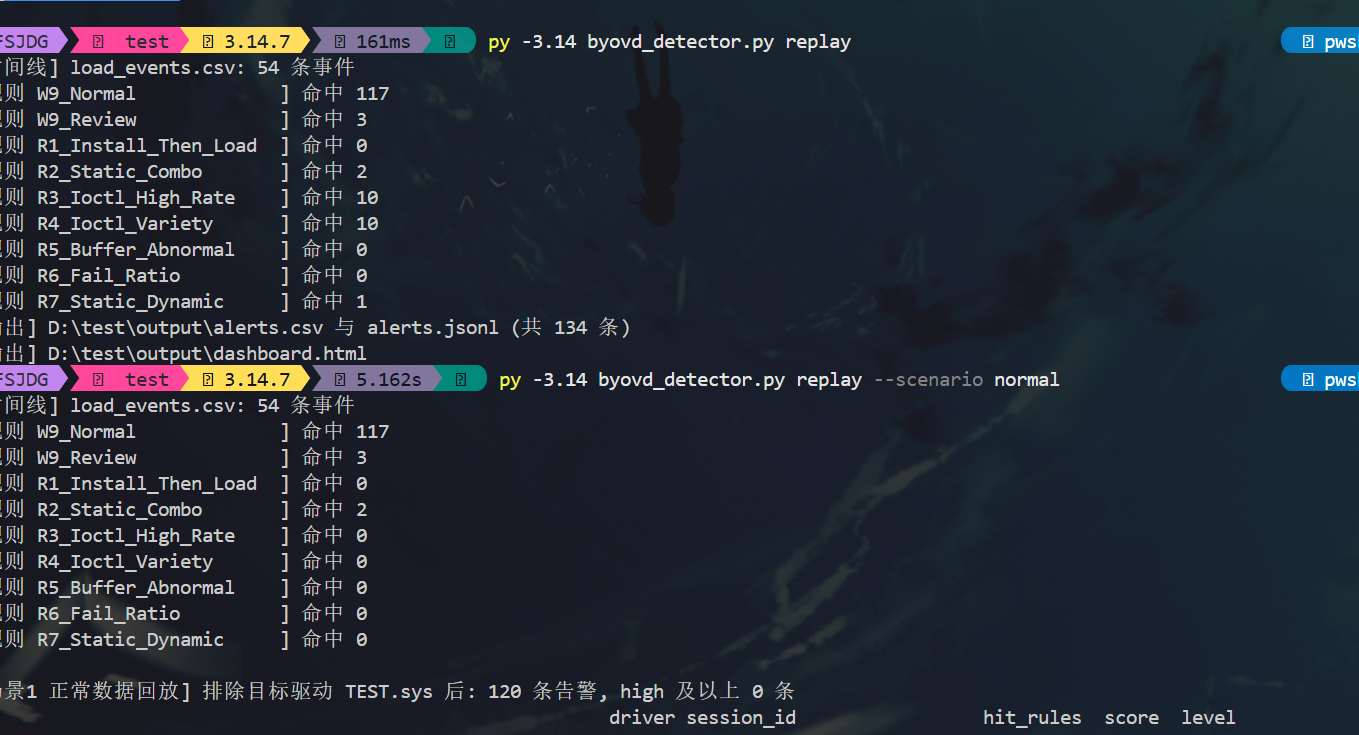 FSJDG test 3.14.7 161ms py -3.14 byovd_detector.py replay pws
间线] load_events.csv: 54 条事件
则 W9_Normal ] 命中 117
则 W9_Review ] 命中 3
则 R1_Install_Then_Load ] 命中 0
则 R2_Static_Combo ] 命中 2
则 R3_Ioctl_High_Rate ] 命中 10
则 R4_Ioctl_Variety ] 命中 10
则 R5_Buffer_Abnormal ] 命中 0
则 R6_Fail_Ratio ] 命中 0
则 R7_Static_Dynamic ] 命中 1
出] D:\test\output\alerts.csv 与 alerts.jsonl (共 134 条)
出] D:\test\output\dashboard.html
FSJDG test 3.14.7 5.162s py -3.14 byovd_detector.py replay --scenario normal pws
间线] load_events.csv: 54 条事件
则 W9_Normal ] 命中 117
则 W9_Review ] 命中 3
则 R1_Install_Then_Load ] 命中 0
则 R2_Static_Combo ] 命中 2
则 R3_Ioctl_High_Rate ] 命中 0
则 R4_Ioctl_Variety ] 命中 0
则 R5_Buffer_Abnormal ] 命中 0
则 R6_Fail_Ratio ] 命中 0
则 R7_Static_Dynamic ] 命中 0
景1 正常数据回放] 排除目标驱动 TEST.sys 后: 120 条告警, high 及以上 0 条
driver session_id hit_rules score level